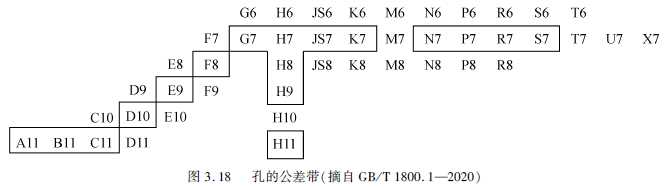 G6 H6 JS6 K6 M6 N6 P6 R6 S6 T6
F7 G7 H7 JS7 K7 M7 N7 P7 R7 S7 T7 U7 X7
E8 F8 H8 JS8 K8 M8 N8 P8 R8
D9 E9 F9 H9
C10 D10 E10 H10
A11 B11 C11 D11 H11
图 3.18 孔的公差带(摘自 GB/T 1800.1—2020)